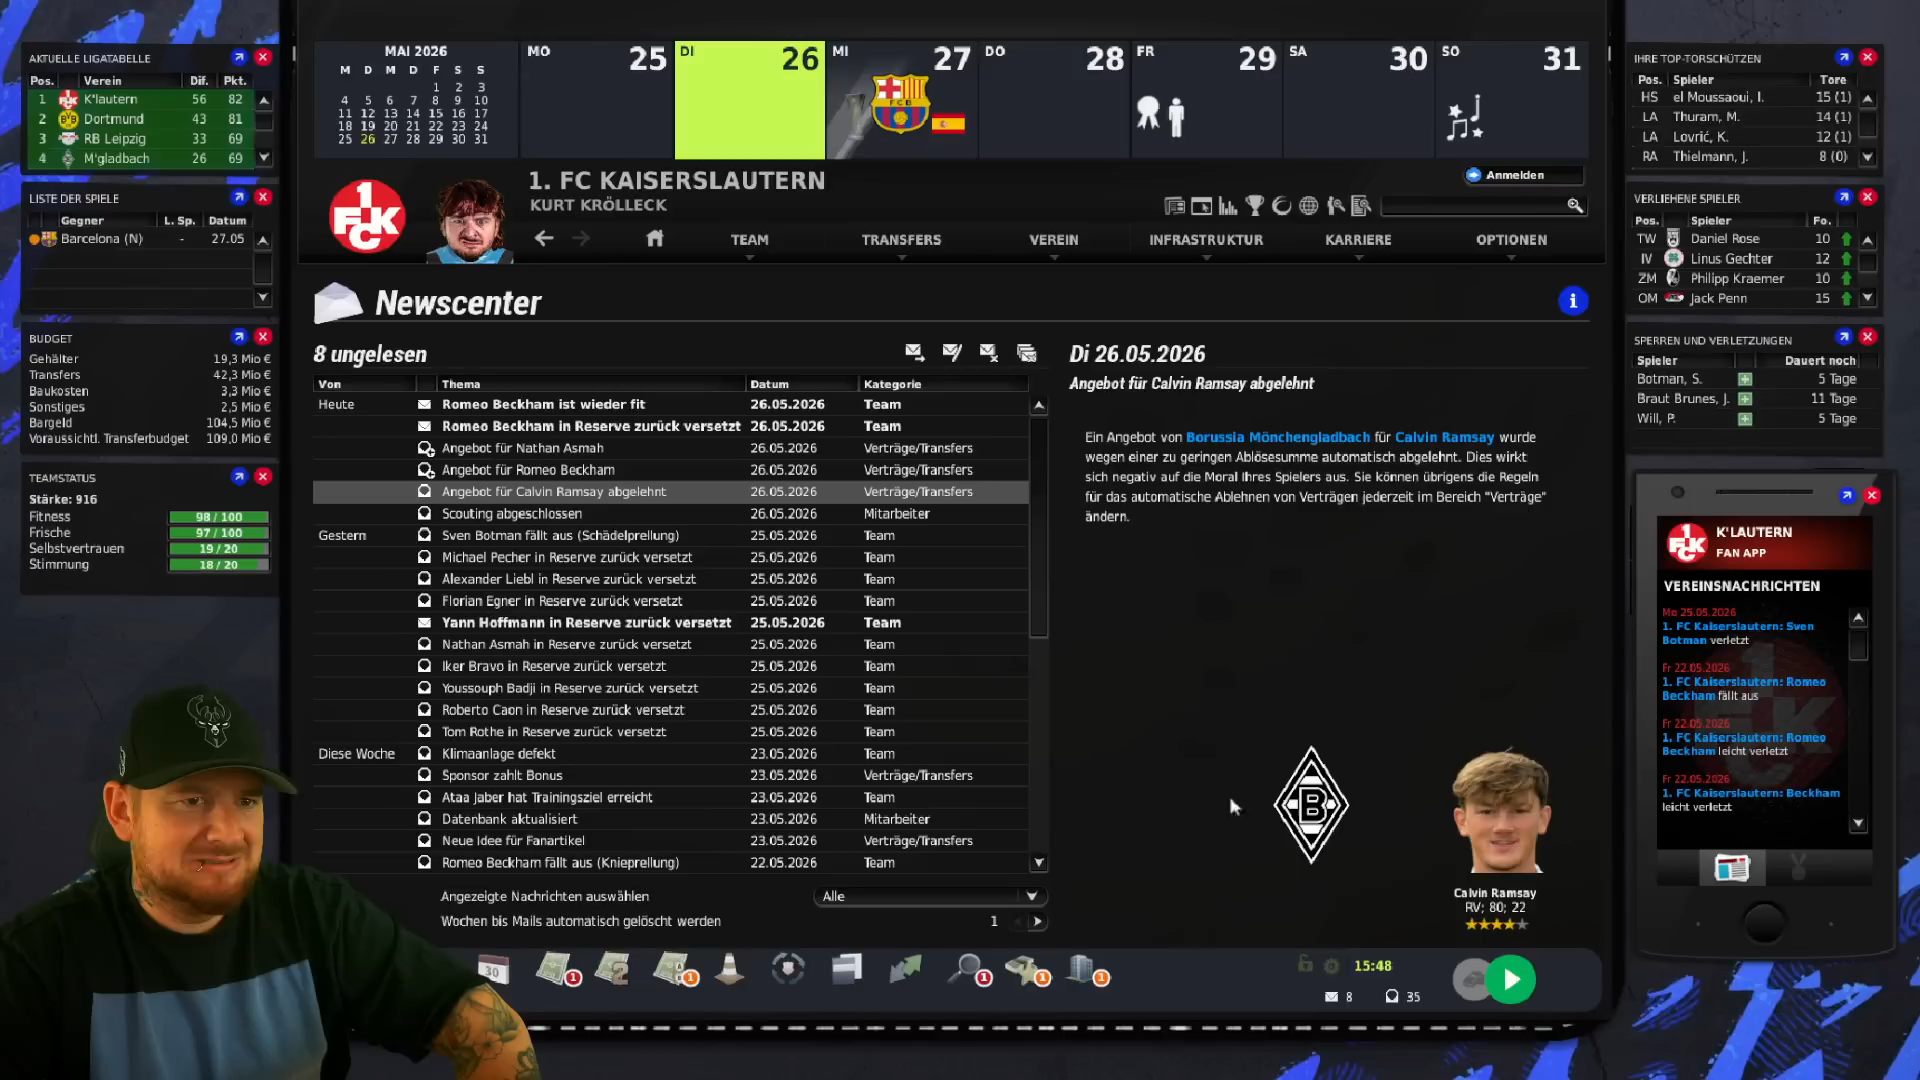 AKTUELLE LIGATABELLE
Pos. Verein Dif. Pkt.
1 K'lautern 56 82
2 Dortmund 43 81
3 RB Leipzig 33 69
4 M'gladbach 26 69
LISTE DER SPIELE
Gegner L. Sp. Datum
Barcelona (N) - 27.05
BUDGET
Gehälter 19,3 Mio €
Transfers 42,3 Mio €
Baukosten 3,3 Mio €
Sonstiges 2,5 Mio €
Bargeld 104,5 Mio €
Voraussichtl. Transferbudget 109,0 Mio €
TEAMSTATUS
Stärke: 916
Fitness 98 / 100
Frische 97 / 100
Selbstvertrauen 19 / 20
Stimmung 18 / 20
MAI 2026
M D M D F S S
1 2 3
4 5 6 7 8 9 10
11 12 13 14 15 16 17
18 19 20 21 22 23 24
25 26 27 28 29 30 31
MO 25 DI 26 MI 27 DO 28 FR 29 SA 30 SO 31
FCB
1. FC KAISERSLAUTERN
KURT KRÖLLECK
Anmelden
1 FCK
TEAM TRANSFERS VEREIN INFRASTRUKTUR KARRIERE OPTIONEN
Newscenter
8 ungelesen
Von Thema Datum Kategorie
Heute Romeo Beckham ist wieder fit 26.05.2026 Team
Romeo Beckham in Reserve zurück versetzt 26.05.2026 Team
Angebot für Nathan Asmah 26.05.2026 Verträge/Transfers
Angebot für Romeo Beckham 26.05.2026 Verträge/Transfers
Angebot für Calvin Ramsay abgelehnt 26.05.2026 Verträge/Transfers
Scouting abgeschlossen 26.05.2026 Mitarbeiter
Gestern Sven Botman fällt aus (Schädelprellung) 25.05.2026 Team
Michael Pecher in Reserve zurück versetzt 25.05.2026 Team
Alexander Liebl in Reserve zurück versetzt 25.05.2026 Team
Florian Egner in Reserve zurück versetzt 25.05.2026 Team
Yann Hoffmann in Reserve zurück versetzt 25.05.2026 Team
Nathan Asmah in Reserve zurück versetzt 25.05.2026 Team
Iker Bravo in Reserve zurück versetzt 25.05.2026 Team
Youssouph Badji in Reserve zurück versetzt 25.05.2026 Team
Roberto Caon in Reserve zurück versetzt 25.05.2026 Team
Tom Rothe in Reserve zurück versetzt 25.05.2026 Team
Diese Woche Klimaanlage defekt 23.05.2026 Team
Sponsor zahlt Bonus 23.05.2026 Verträge/Transfers
Ataa Jaber hat Trainingsziel erreicht 23.05.2026 Team
Datenbank aktualisiert 23.05.2026 Mitarbeiter
Neue Idee für Fanartikel 23.05.2026 Verträge/Transfers
Romeo Beckham fällt aus (Knieprellung) 22.05.2026 Team
Angezeigte Nachrichten auswählen Alle
Wochen bis Mails automatisch gelöscht werden 1
Di 26.05.2026
Angebot für Calvin Ramsay abgelehnt
Ein Angebot von Borussia Mönchengladbach für Calvin Ramsay wurde
wegen einer zu geringen Ablösesumme automatisch abgelehnt. Dies wirkt
sich negativ auf die Moral Ihres Spielers aus. Sie können übrigens die Regeln
für das automatische Ablehnen von Verträgen jederzeit im Bereich "Verträge"
ändern.
B
Calvin Ramsay
RV; 80; 22
30 1 2 1 1 1 1
15:48
8 35
IHRE TOP-TORSCHÜTZEN
Pos. Spieler Tore
HS el Moussaoui, I. 15 (1)
LA Thuram, M. 14 (1)
LA Lovrić, K. 12 (1)
RA Thielmann, J. 8 (0)
VERLIEHENE SPIELER
Pos. Spieler Fo.
TW Daniel Rose 10
IV Linus Gechter 12
ZM Philipp Kraemer 10
OM Jack Penn 15
SPERREN UND VERLETZUNGEN
Spieler Dauert noch
Botman, S. 5 Tage
Braut Brunes, J. 11 Tage
Will, P. 5 Tage
K'LAUTERN
FAN APP
VEREINSNACHRICHTEN
Mo 25.05.2026
1. FC Kaiserslautern: Sven
Botman verletzt
Fr 22.05.2026
1. FC Kaiserslautern: Romeo
Beckham fällt aus
Fr 22.05.2026
1. FC Kaiserslautern: Romeo
Beckham leicht verletzt
Fr 22.05.2026
1. FC Kaiserslautern: Beckham
leicht verletzt